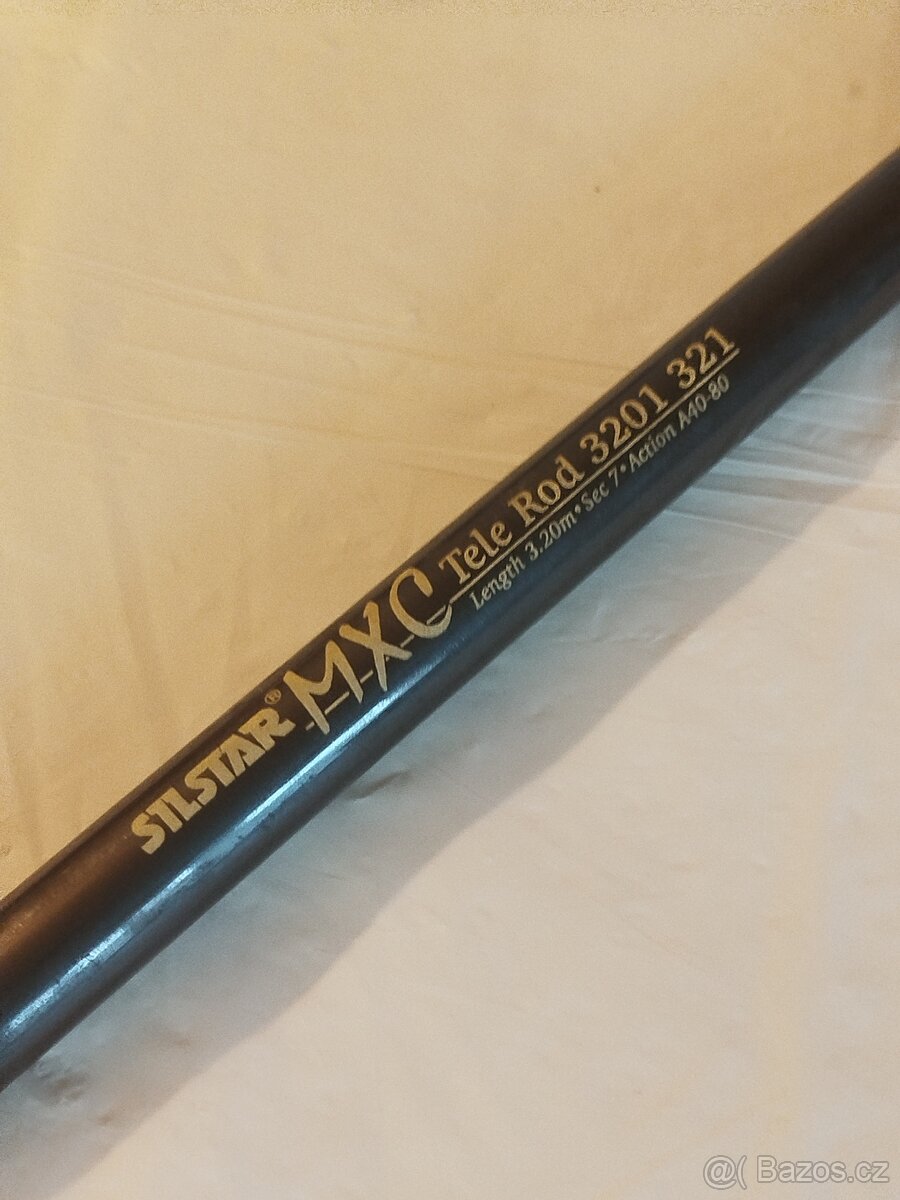 SILSTAR® MXC Tele Rod 3201 321
Length 3.20m • Sec 7 • Action A40-80
@( Bazos.cz